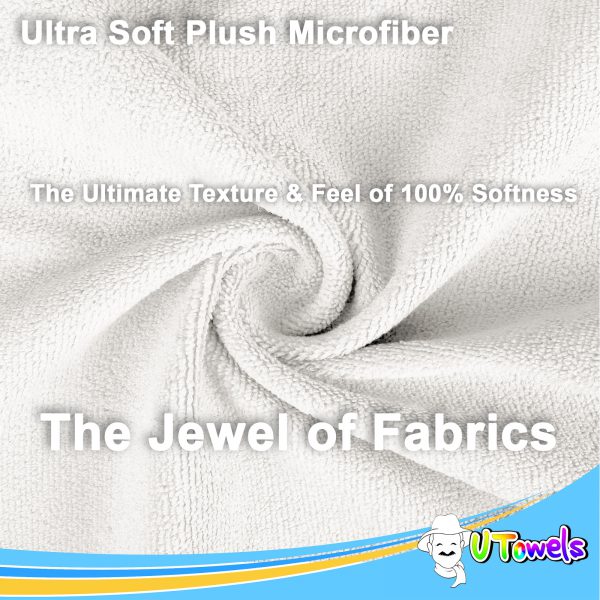 Ultra Soft Plush Microfiber
The Ultimate Texture & Feel of 100% Softness
The Jewel of Fabrics
UTowels